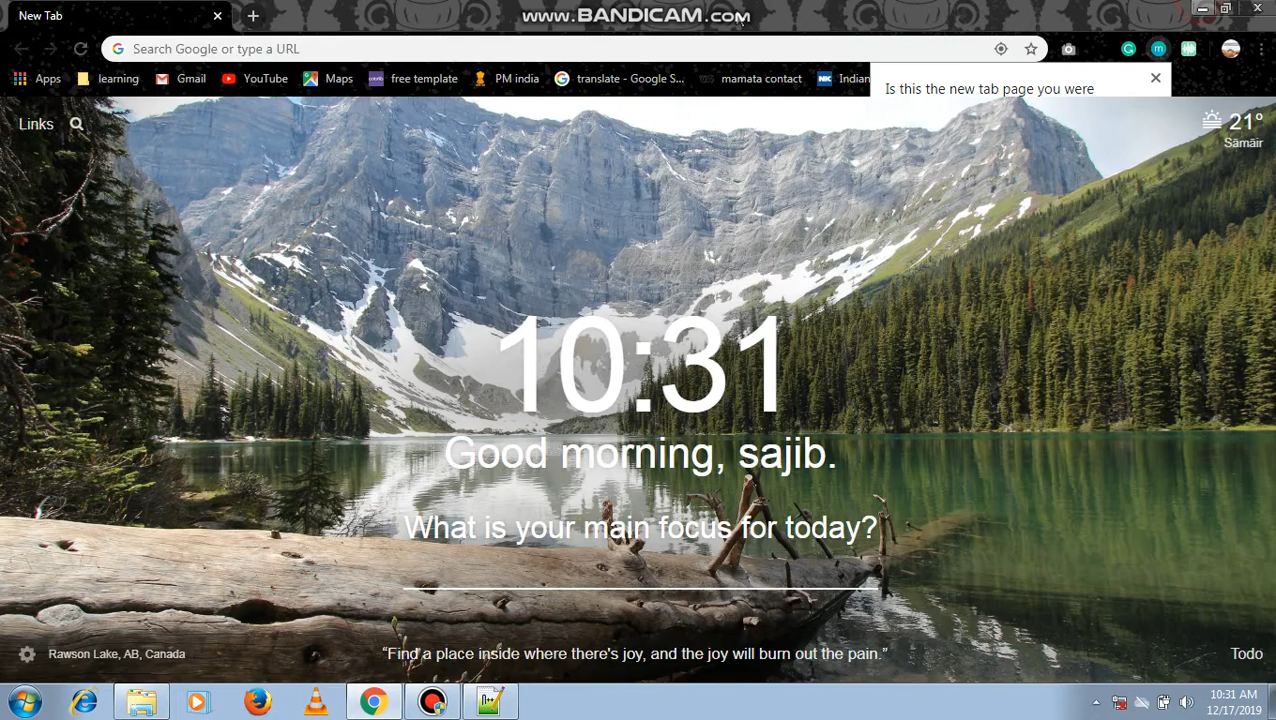 New Tab
www.BANDICAM.com
Search Google or type a URL
Apps
learning
Gmail
YouTube
Maps
free template
PM india
translate - Google S...
mamata contact
Indian
Is this the new tab page you were
Links
21°
Sāmāir
10:31
Good morning, sajib.
What is your main focus for today?
Rawson Lake, AB, Canada
“Find a place inside where there's joy, and the joy will burn out the pain.”
Todo
10:31 AM
12/17/2019